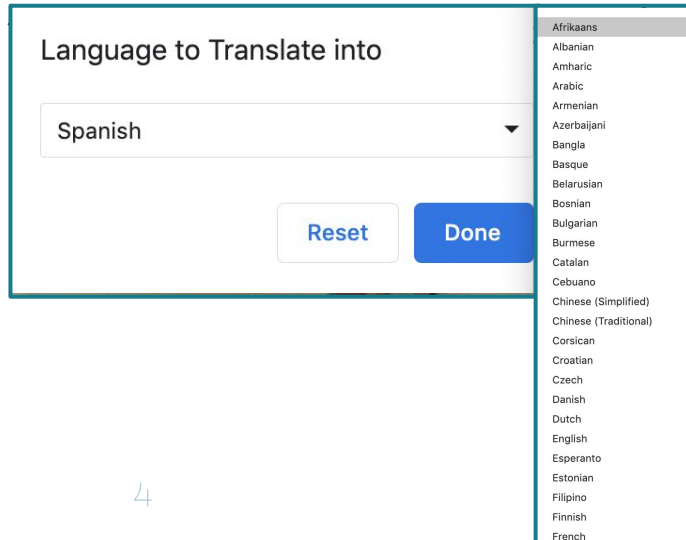 Language to Translate into
Spanish
Reset
Done
4
Afrikaans
Albanian
Amharic
Arabic
Armenian
Azerbaijani
Bangla
Basque
Belarusian
Bosnian
Bulgarian
Burmese
Catalan
Cebuano
Chinese (Simplified)
Chinese (Traditional)
Corsican
Croatian
Czech
Danish
Dutch
English
Esperanto
Estonian
Filipino
Finnish
French